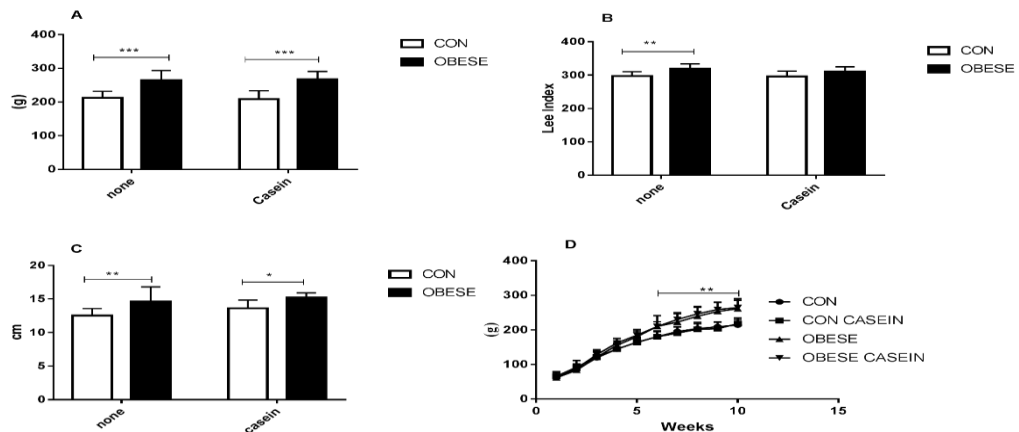 A
400
300
200
100
0
(g)
***
***
none
Casein
CON
OBESE
B
400
300
200
100
0
Lee Index
**
none
Casein
CON
OBESE
C
20
15
10
5
0
cm
**
*
none
casein
CON
OBESE
D
400
300
200
100
0
(g)
**
0
5
10
15
Weeks
CON
CON CASEIN
OBESE
OBESE CASEIN